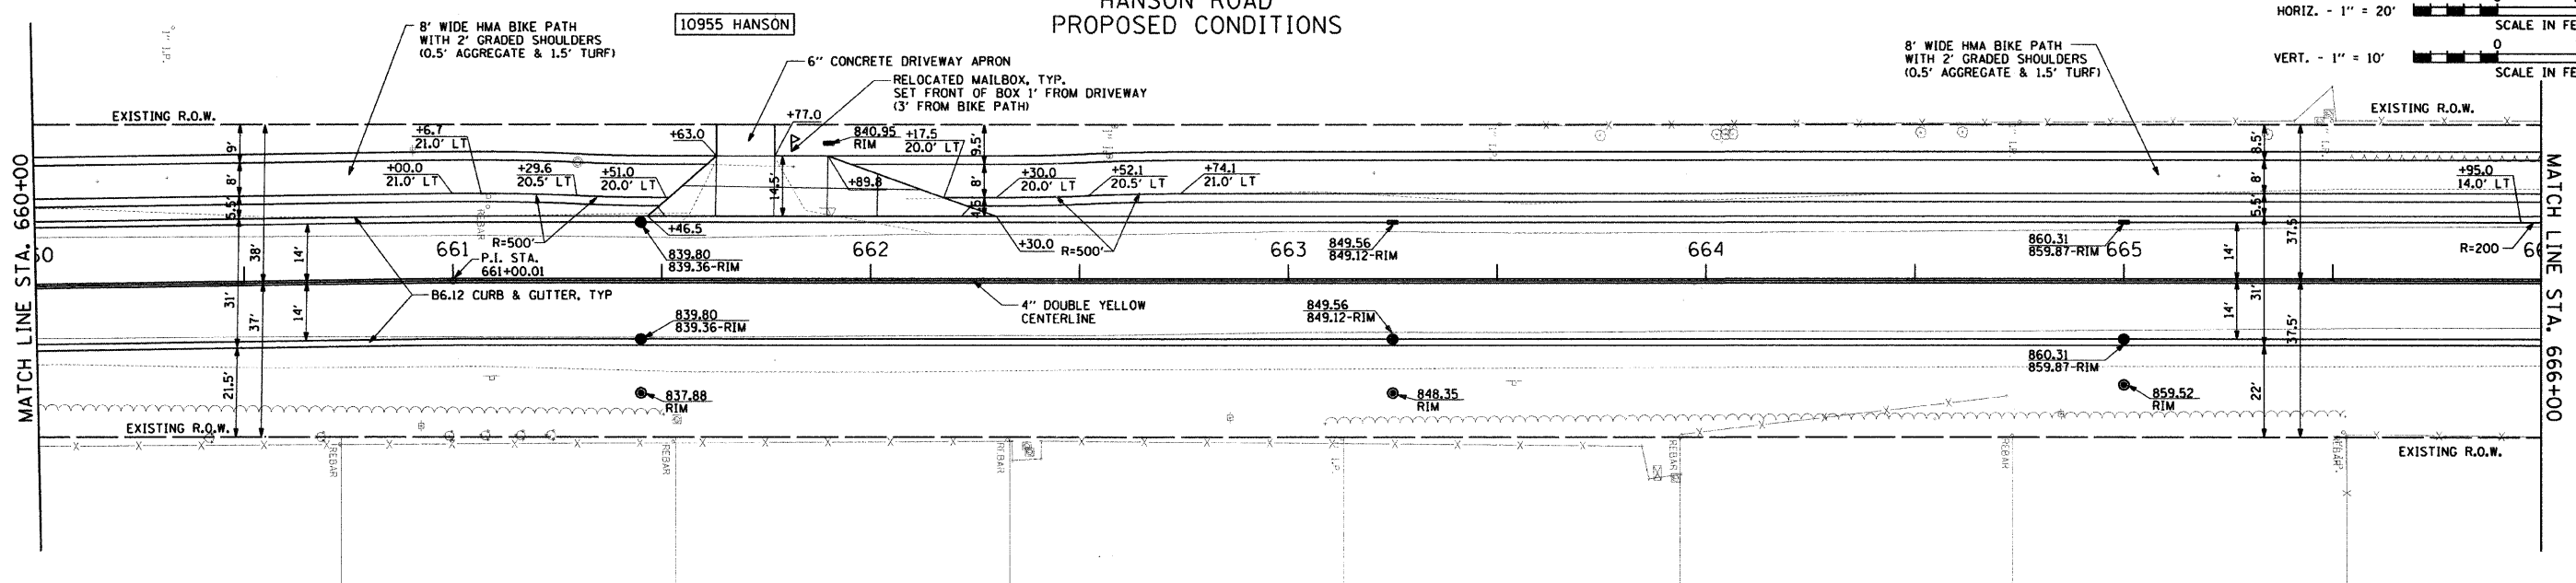 HANSON ROAD
PROPOSED CONDITIONS
10955 HANSON
HORIZ. - 1" = 20'
SCALE IN FE
VERT. - 1" = 10'
0
SCALE IN FE
8' WIDE HMA BIKE PATH
WITH 2' GRADED SHOULDERS
(0.5' AGGREGATE & 1.5' TURF)
6" CONCRETE DRIVEWAY APRON
RELOCATED MAILBOX, TYP.
SET FRONT OF BOX 1' FROM DRIVEWAY
(3' FROM BIKE PATH)
8' WIDE HMA BIKE PATH
WITH 2' GRADED SHOULDERS
(0.5' AGGREGATE & 1.5' TURF)
1" I.P.
EXISTING R.O.W.
EXISTING R.O.W.
MATCH LINE STA. 660+00
MATCH LINE STA. 666+00
+6.7
21.0' LT
+00.0
21.0' LT
+29.6
20.5' LT
+51.0
20.0' LT
+63.0
+77.0
840.95
RIM
+17.5
20.0' LT
+89.8
+30.0
20.0' LT
+52.1
20.5' LT
+74.1
21.0' LT
+95.0
14.0' LT
9'
8'
5.5'
38'
14'
14.5'
9.5'
8'
4.5'
8'
5.5'
37.5'
14'
REBAR
R=500'
+46.5
+30.0
R=500'
R=200
60
661
662
663
664
665
66
P.I. STA.
661+00.01
839.80
839.36-RIM
849.56
849.12-RIM
860.31
859.87-RIM
B6.12 CURB & GUTTER, TYP
4" DOUBLE YELLOW
CENTERLINE
31'
37'
14'
21.5'
839.80
839.36-RIM
849.56
849.12-RIM
860.31
859.87-RIM
14'
31'
37.5'
22'
837.88
RIM
848.35
RIM
859.52
RIM
EXISTING R.O.W.
EXISTING R.O.W.
REBAR
REBAR
REBAR
I.P.
REBAR
REBAR